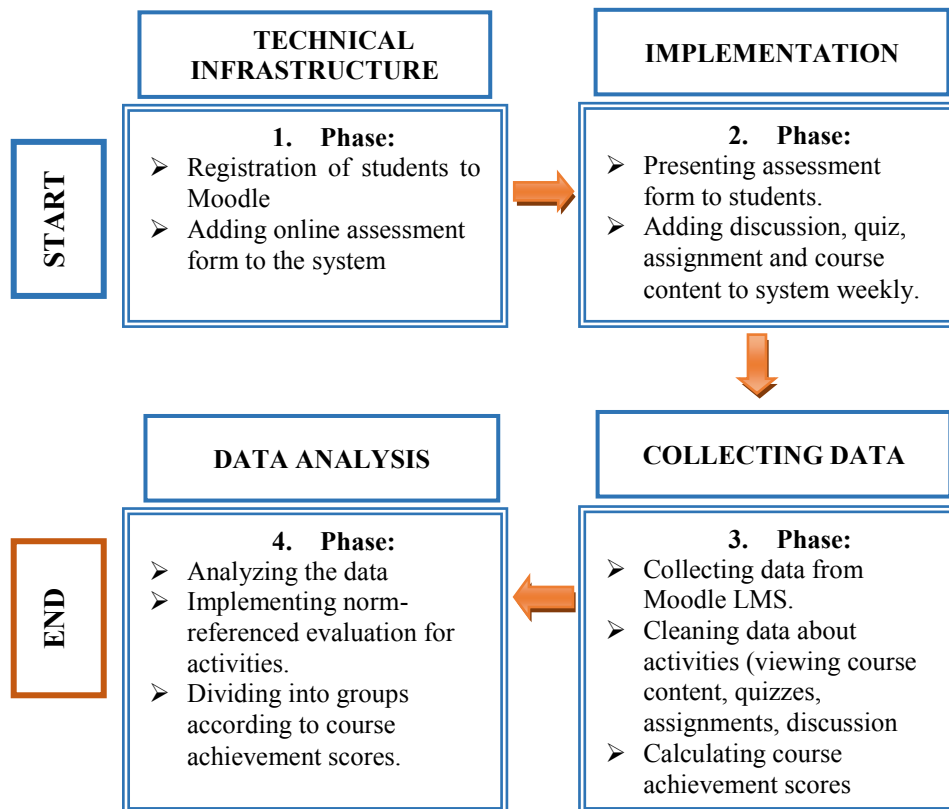 TECHNICAL
INFRASTRUCTURE
IMPLEMENTATION
START
1. Phase:
➢ Registration of students to
Moodle
➢ Adding online assessment
form to the system
2. Phase:
➢ Presenting assessment
form to students.
➢ Adding discussion, quiz,
assignment and course
content to system weekly.
DATA ANALYSIS
COLLECTING DATA
END
4. Phase:
➢ Analyzing the data
➢ Implementing norm-
referenced evaluation for
activities.
➢ Dividing into groups
according to course
achievement scores.
3. Phase:
➢ Collecting data from
Moodle LMS.
➢ Cleaning data about
activities (viewing course
content, quizzes,
assignments, discussion
➢ Calculating course
achievement scores